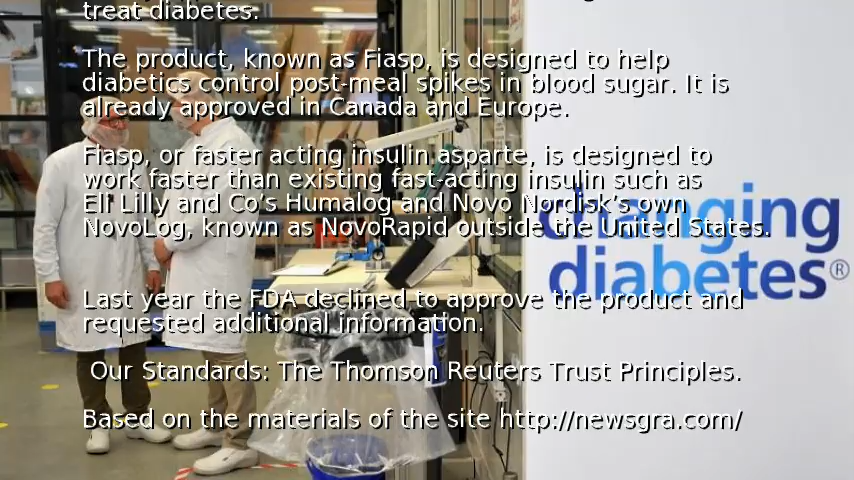 treat diabetes.
The product, known as Fiasp, is designed to help
diabetics control post-meal spikes in blood sugar. It is
already approved in Canada and Europe.
Fiasp, or faster acting insulin asparte, is designed to
work faster than existing fast-acting insulin such as
Eli Lilly and Co's Humalog and Novo Nordisk's own
NovoLog, known as NovoRapid outside the United States.
changing
diabetes®
Last year the FDA declined to approve the product and
requested additional information.
Our Standards: The Thomson Reuters Trust Principles.
Based on the materials of the site http://newsgra.com/